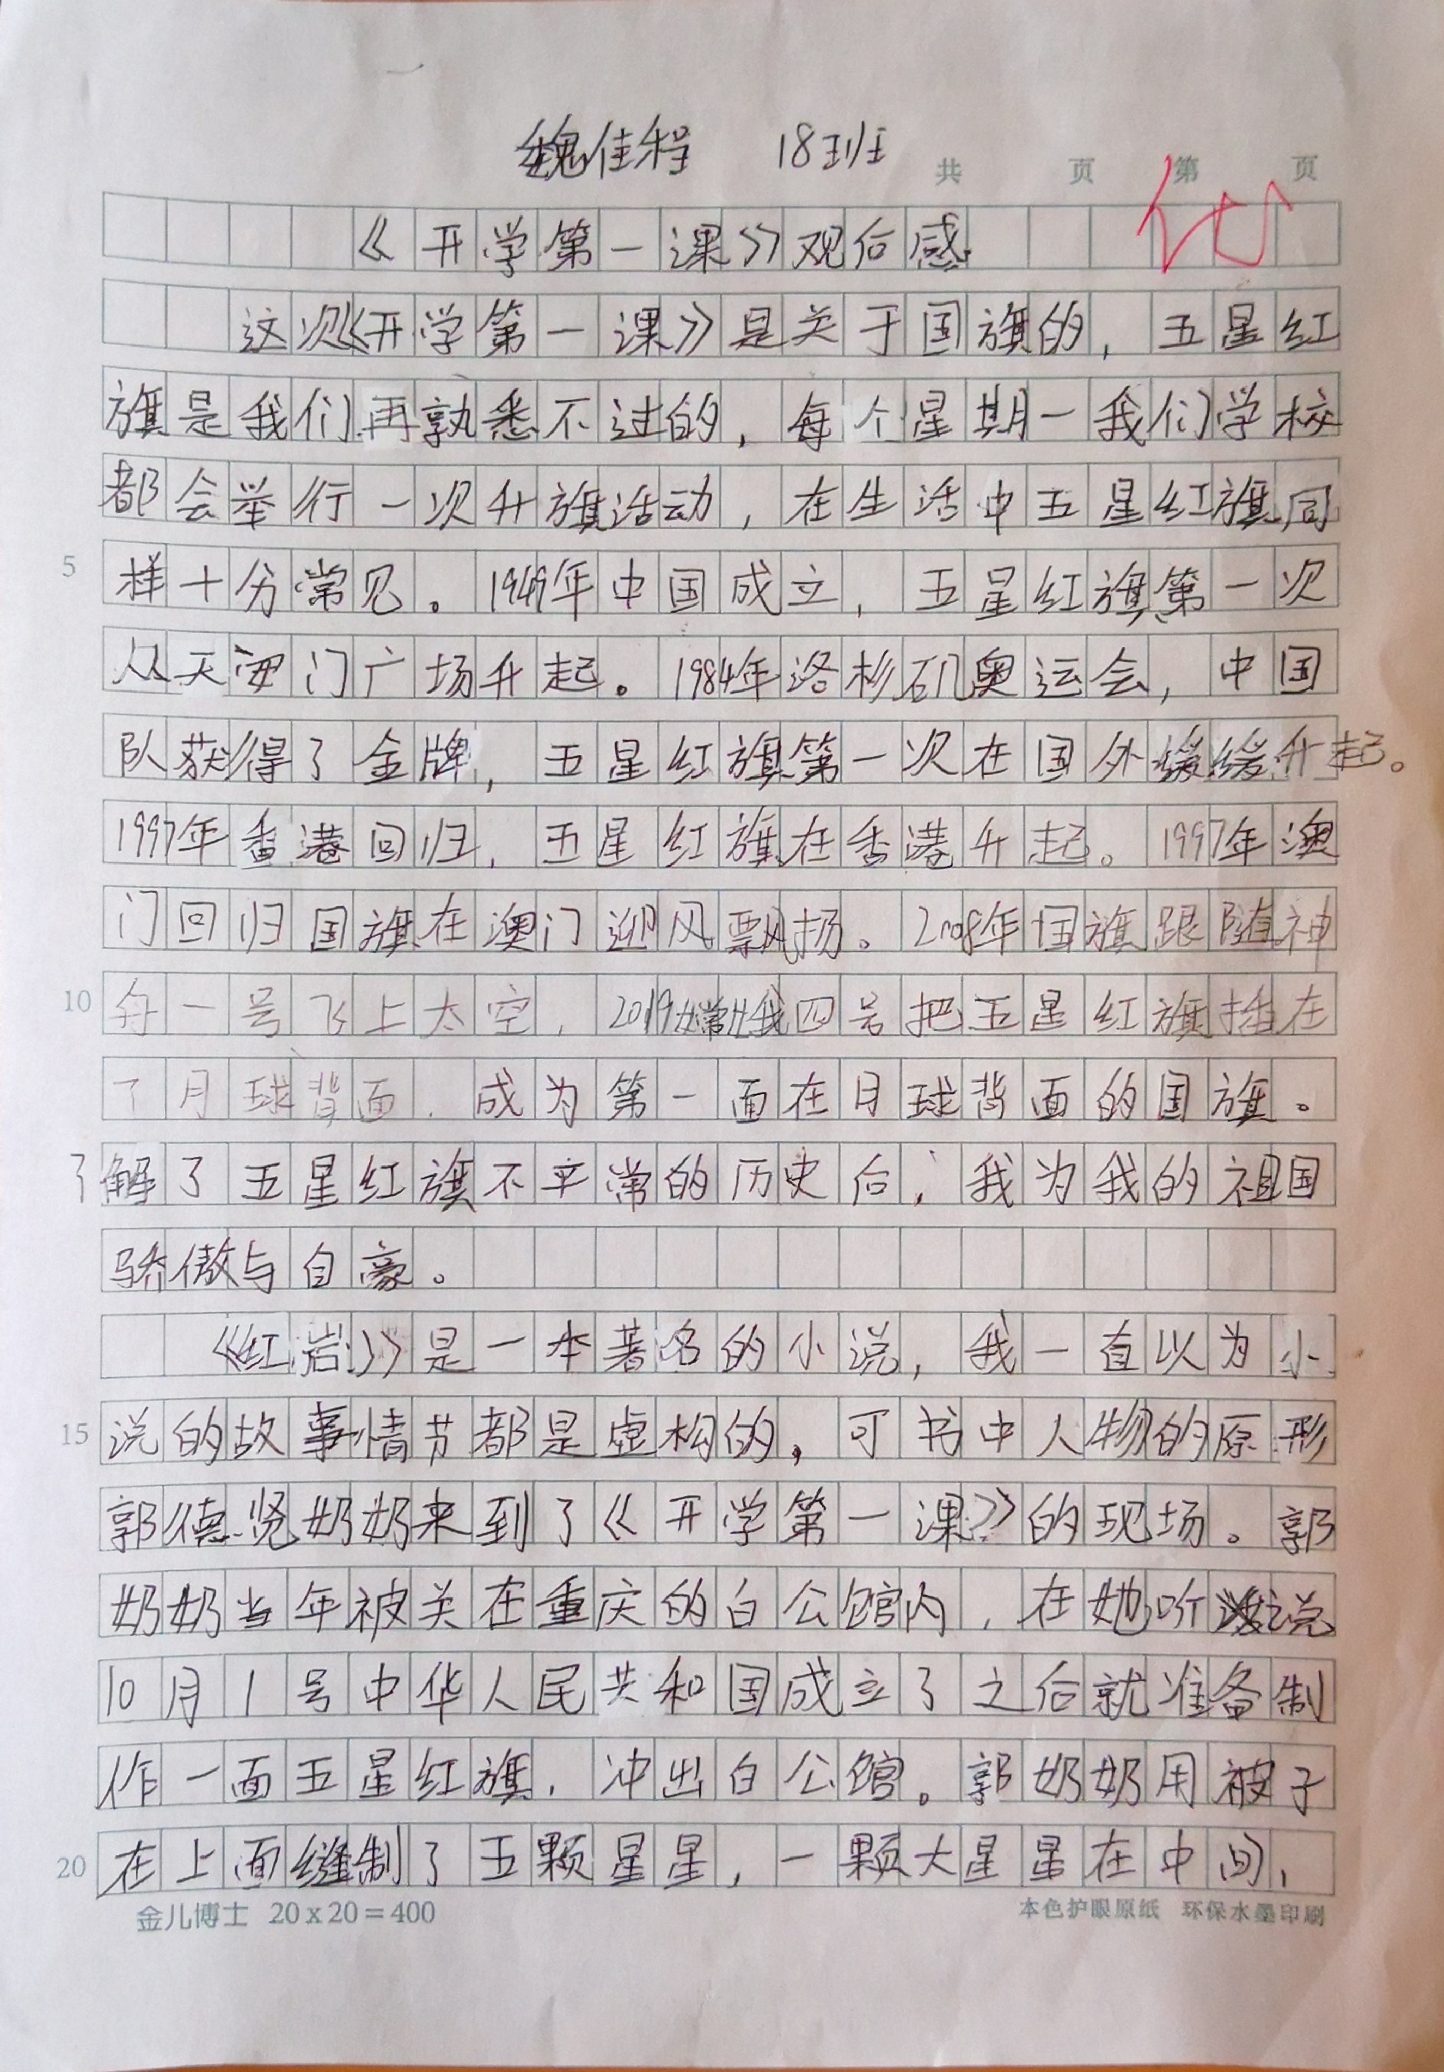 魏佳程 18班
共 页 第 页
优
《开学第一课》观后感
这次《开学第一课》是关于国旗的，五星红
旗是我们再孰悉不过的，每个星期一我们学校
都会举行一次升旗活动，在生活中五星红旗同
5 样十分常见。1949年中国成立，五星红旗第一次
从天安门广场升起。1984年洛杉矶奥运会，中国
队获得了金牌，五星红旗第一次在国外缓缓升起。
1997年香港回归，五星红旗在香港升起。1997年澳
门回归国旗在澳门迎风飘扬。2008年国旗跟随神
10 舟一号飞上太空，2019嫦娥四号把五星红旗插在
了月球背面，成为第一面在月球背面的国旗。
了解了五星红旗不平常的历史后，我为我的祖国
骄傲与自豪。
《红岩》是一本著名的小说，我一直以为小
15 说的故事情节都是虚构的，可书中人物的原形
郭德贤奶奶来到了《开学第一课》的现场。郭
奶奶当年被关在重庆的白公馆内，在她听说
10月1号中华人民共和国成立了之后就准备制
作一面五星红旗，冲出白公馆。郭奶奶用被子
20 在上面缝制了五颗星星，一颗大星星在中间，
金儿博士 20x20=400 本色护眼原纸 环保水墨印刷